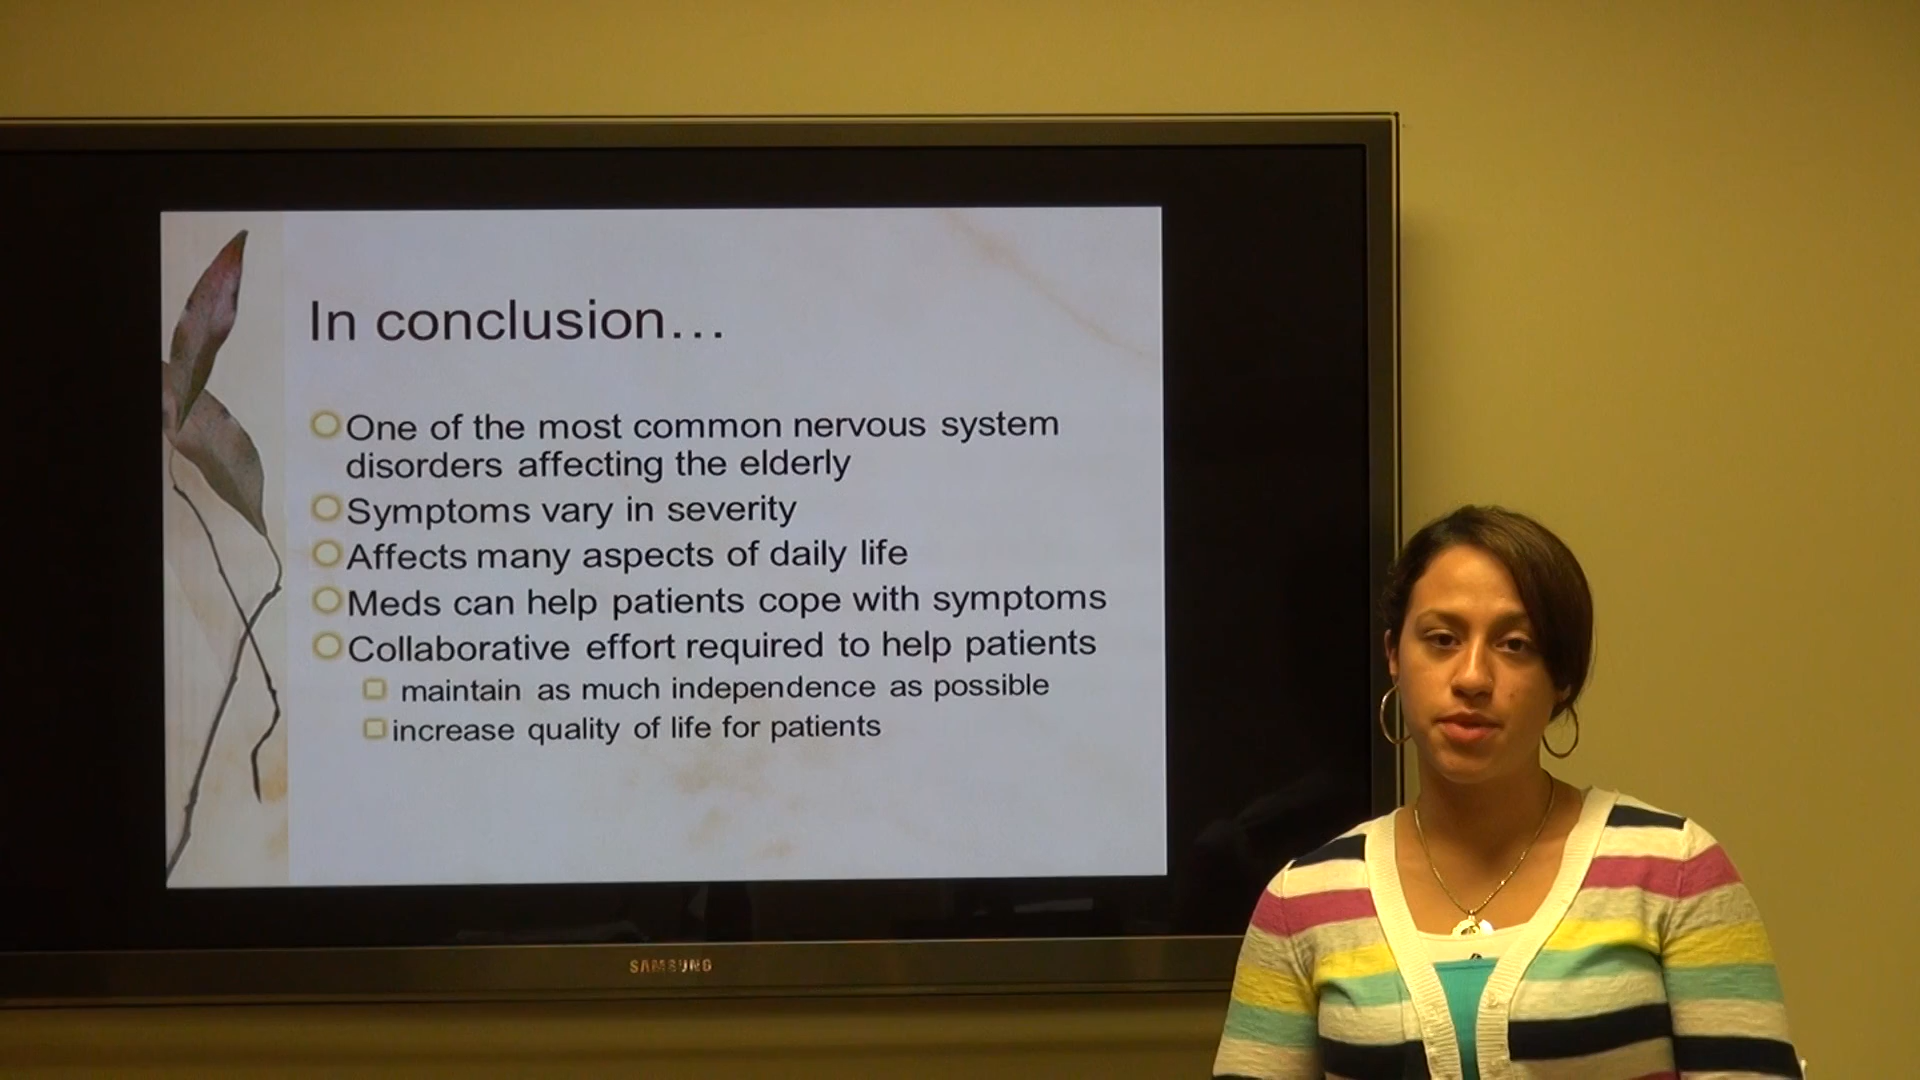 In conclusion…
One of the most common nervous system
disorders affecting the elderly
Symptoms vary in severity
Affects many aspects of daily life
Meds can help patients cope with symptoms
Collaborative effort required to help patients
maintain as much independence as possible
increase quality of life for patients
SAMSUNG